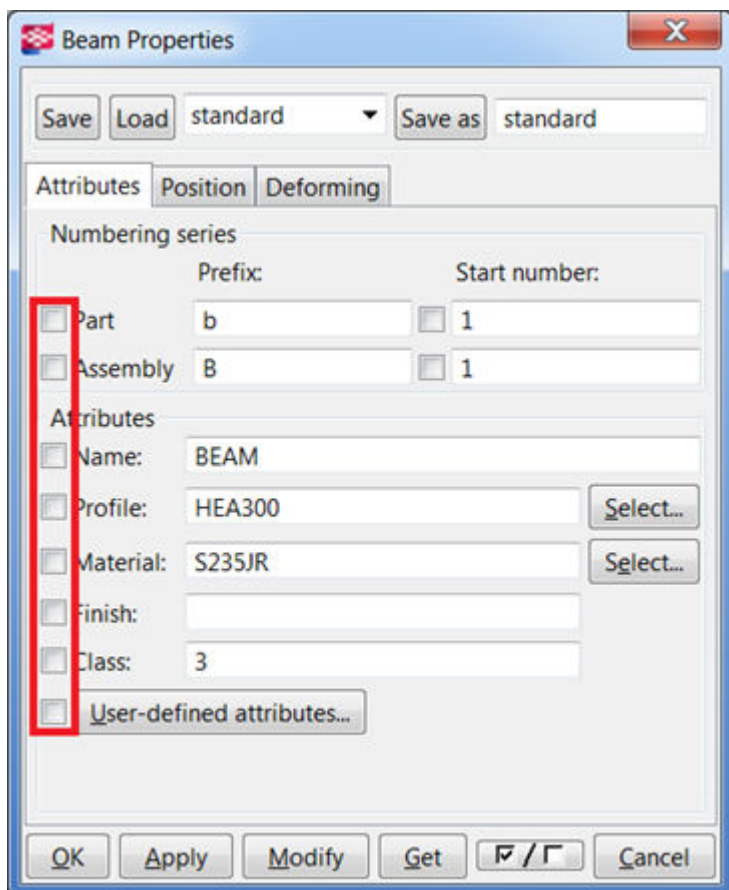 Beam Properties
Save Load standard Save as standard
Attributes Position Deforming
Numbering series
Prefix: Start number:
Part b 1
Assembly B 1
Attributes
Name: BEAM
Profile: HEA300 Select...
Material: S235JR Select...
Finish:
Class: 3
User-defined attributes...
OK Apply Modify Get / Cancel